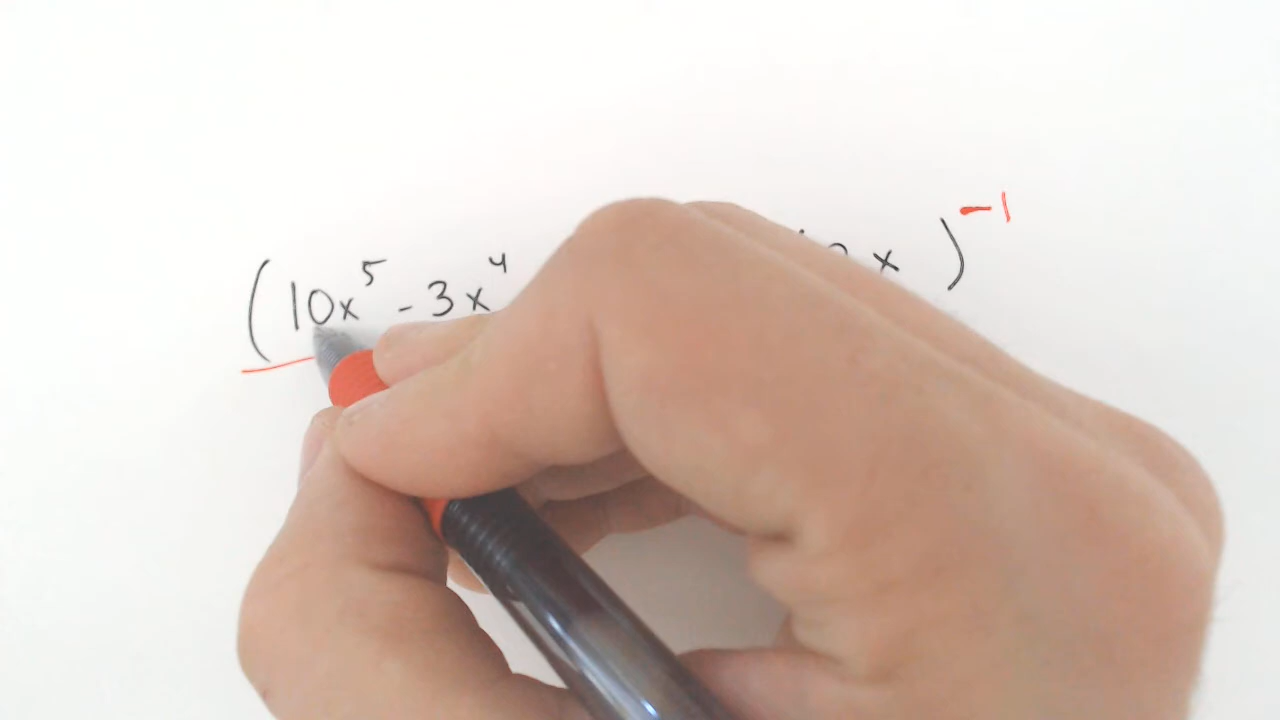 (10x⁵ - 3x⁴ x)⁻¹